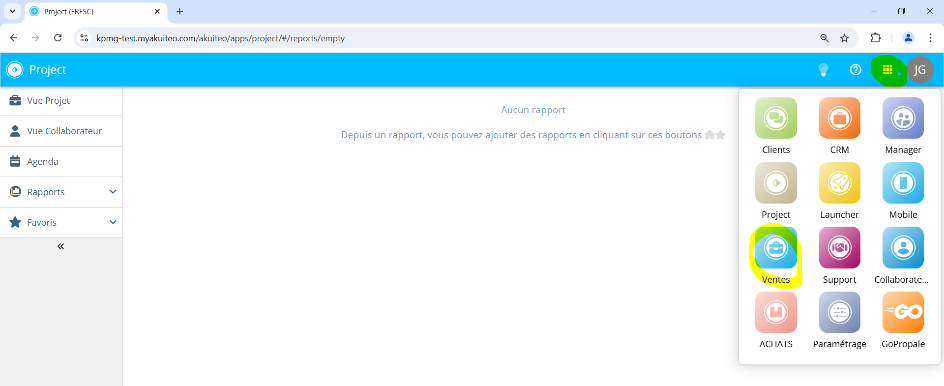 Project (FRESC)
kpmg-test.myakuiteo.com/akuiteo/apps/project/#/reports/empty
Project
JG
Vue Projet
Vue Collaborateur
Agenda
Rapports
Favoris
Aucun rapport
Depuis un rapport, vous pouvez ajouter des rapports en cliquant sur ces boutons
Clients
CRM
Manager
Project
Launcher
Mobile
Ventes
Support
Collaborate...
GO
ACHATS
Paramétrage
GoPropale